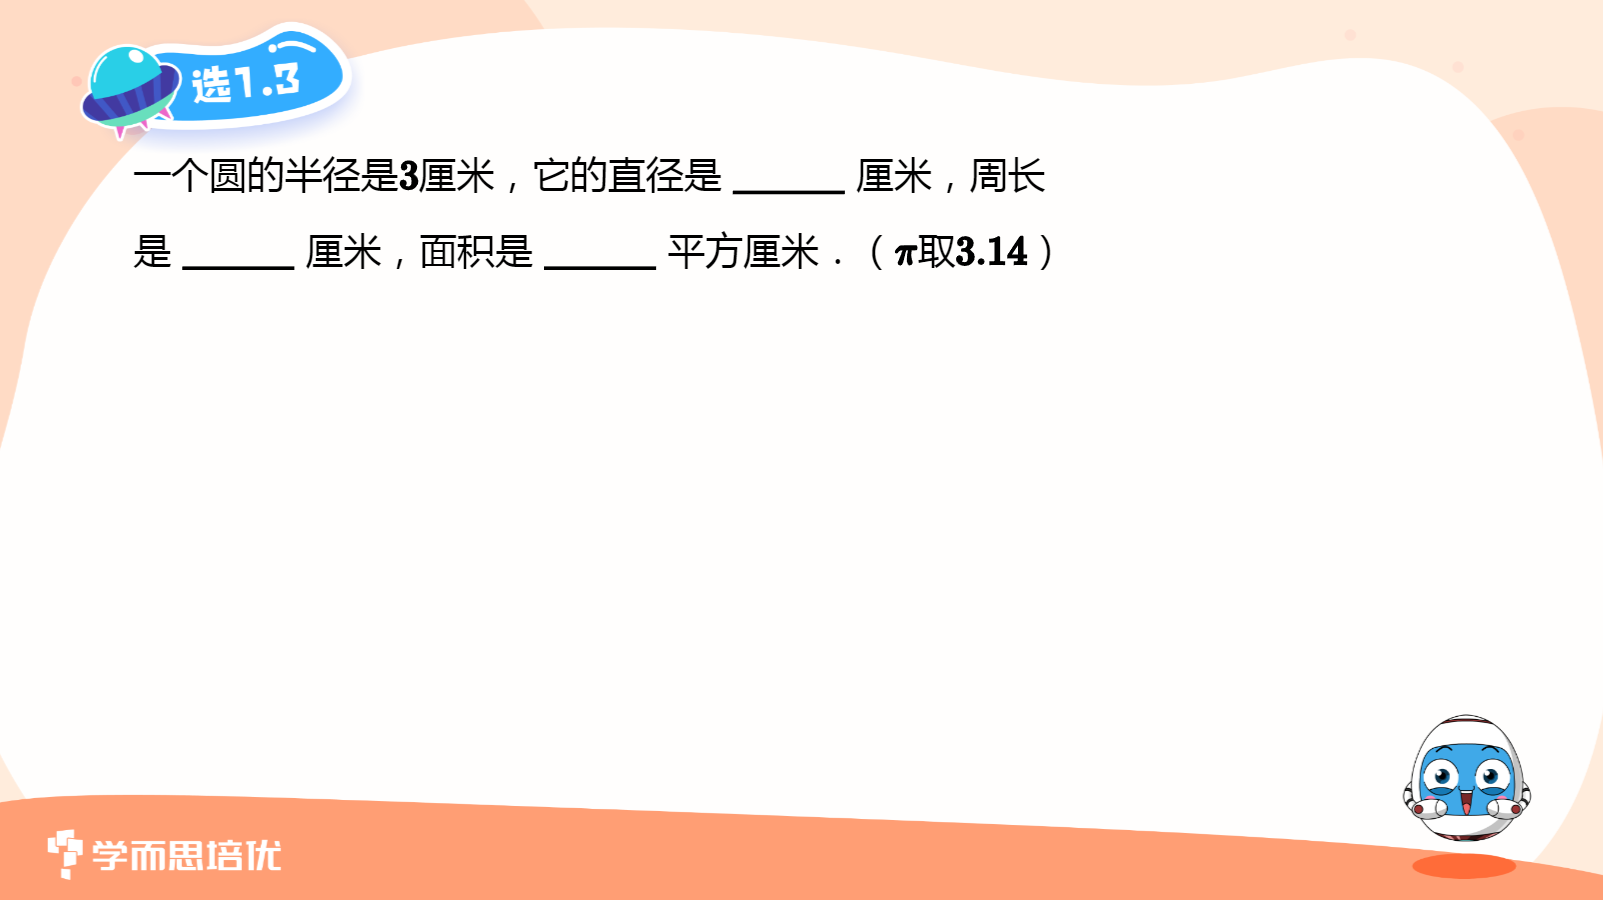 选1.3
一个圆的半径是3厘米，它的直径是 ______ 厘米，周长
是 ______ 厘米，面积是 ______ 平方厘米．（π取3.14）
学而思培优